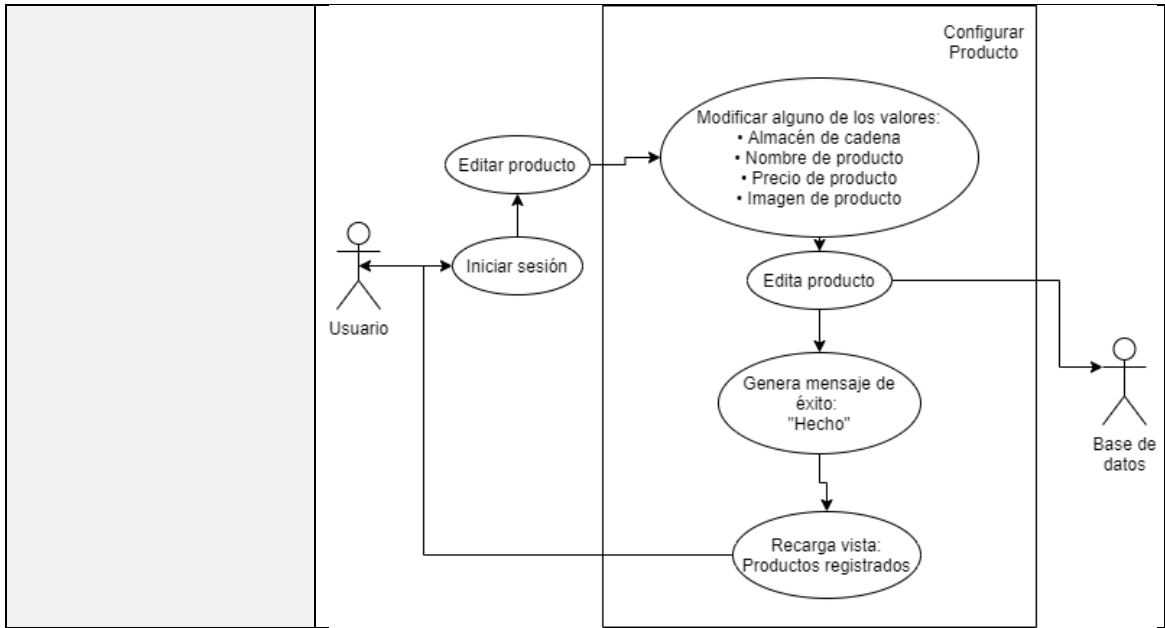 Configurar
Producto
Modificar alguno de los valores:
• Almacén de cadena
• Nombre de producto
• Precio de producto
• Imagen de producto
Editar producto
Iniciar sesión
Edita producto
Usuario
Genera mensaje de
éxito:
"Hecho"
Base de
datos
Recarga vista:
Productos registrados